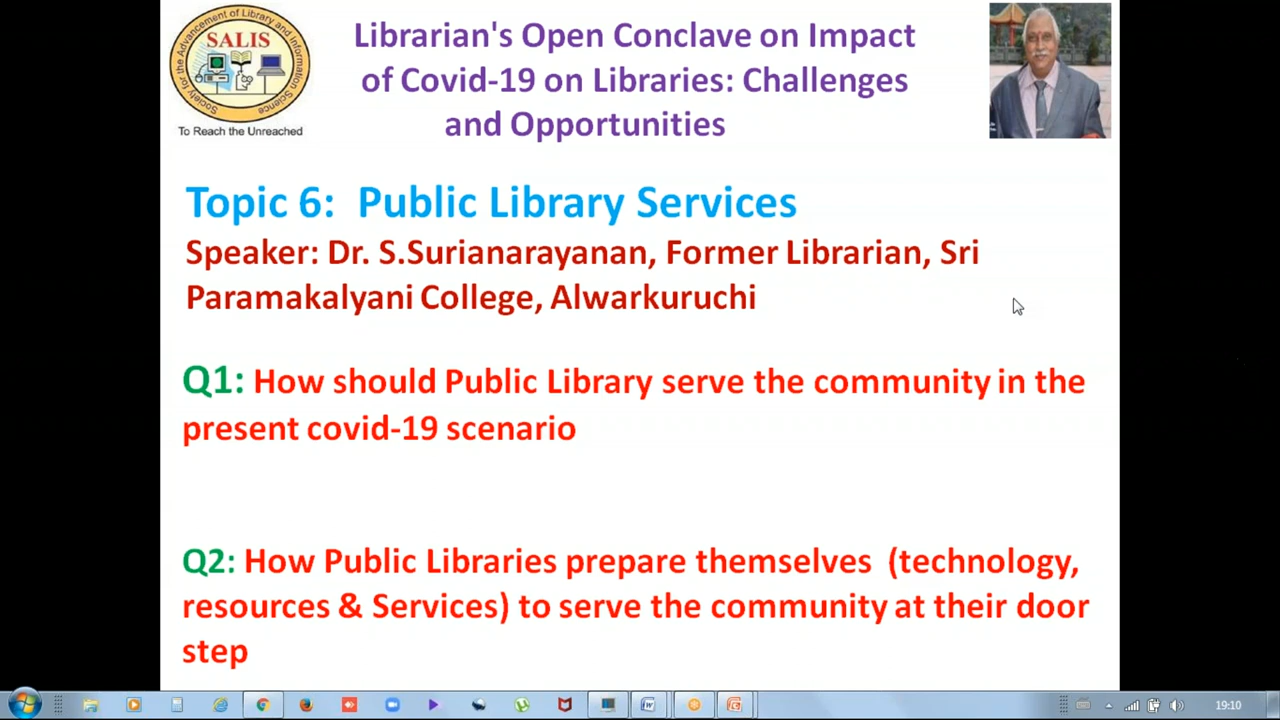 Society for the Advancement of Library and Information Science
SALIS
To Reach the Unreached
Librarian's Open Conclave on Impact
of Covid-19 on Libraries: Challenges
and Opportunities
Topic 6: Public Library Services
Speaker: Dr. S.Surianarayanan, Former Librarian, Sri
Paramakalyani College, Alwarkuruchi
Q1: How should Public Library serve the community in the
present covid-19 scenario
Q2: How Public Libraries prepare themselves (technology,
resources & Services) to serve the community at their door
step
19:10